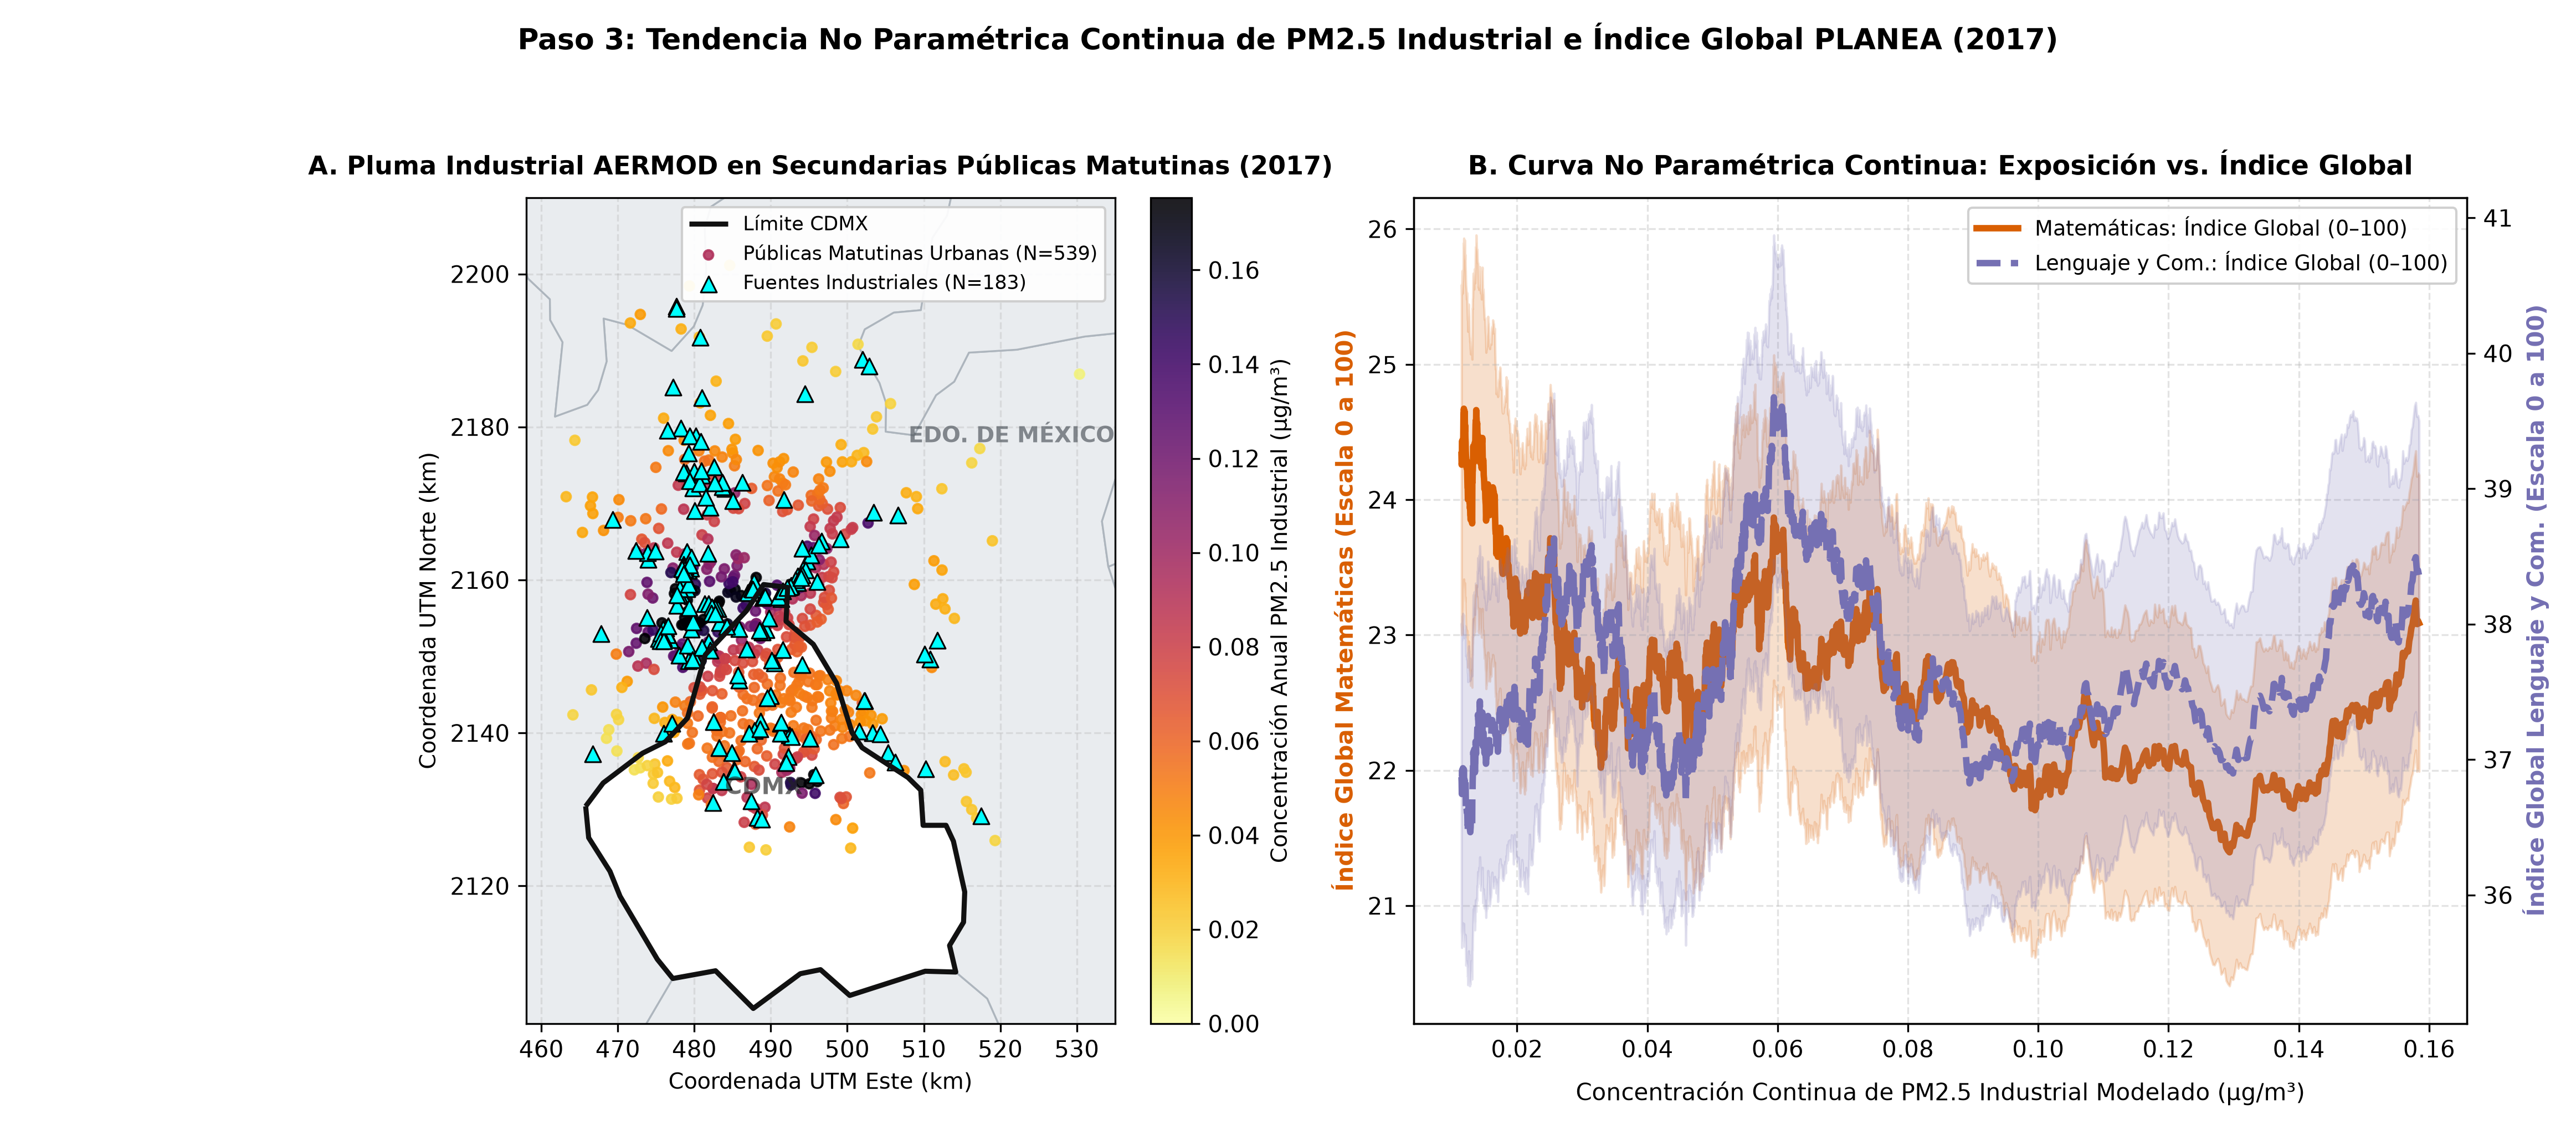 Paso 3: Tendencia No Paramétrica Continua de PM2.5 Industrial e Índice Global PLANEA (2017)
A. Pluma Industrial AERMOD en Secundarias Públicas Matutinas (2017)
Límite CDMX
Públicas Matutinas Urbanas (N=539)
Fuentes Industriales (N=183)
EDO. DE MÉXICO
CDMX
2200
2180
2160
2140
2120
Coordenada UTM Norte (km)
460 470 480 490 500 510 520 530
Coordenada UTM Este (km)
0.16
0.14
0.12
0.10
0.08
0.06
0.04
0.02
0.00
Concentración Anual PM2.5 Industrial (µg/m³)
B. Curva No Paramétrica Continua: Exposición vs. Índice Global
Matemáticas: Índice Global (0–100)
Lenguaje y Com.: Índice Global (0–100)
Índice Global Matemáticas (Escala 0 a 100)
26
25
24
23
22
21
41
40
39
38
37
36
Índice Global Lenguaje y Com. (Escala 0 a 100)
0.02 0.04 0.06 0.08 0.10 0.12 0.14 0.16
Concentración Continua de PM2.5 Industrial Modelado (µg/m³)